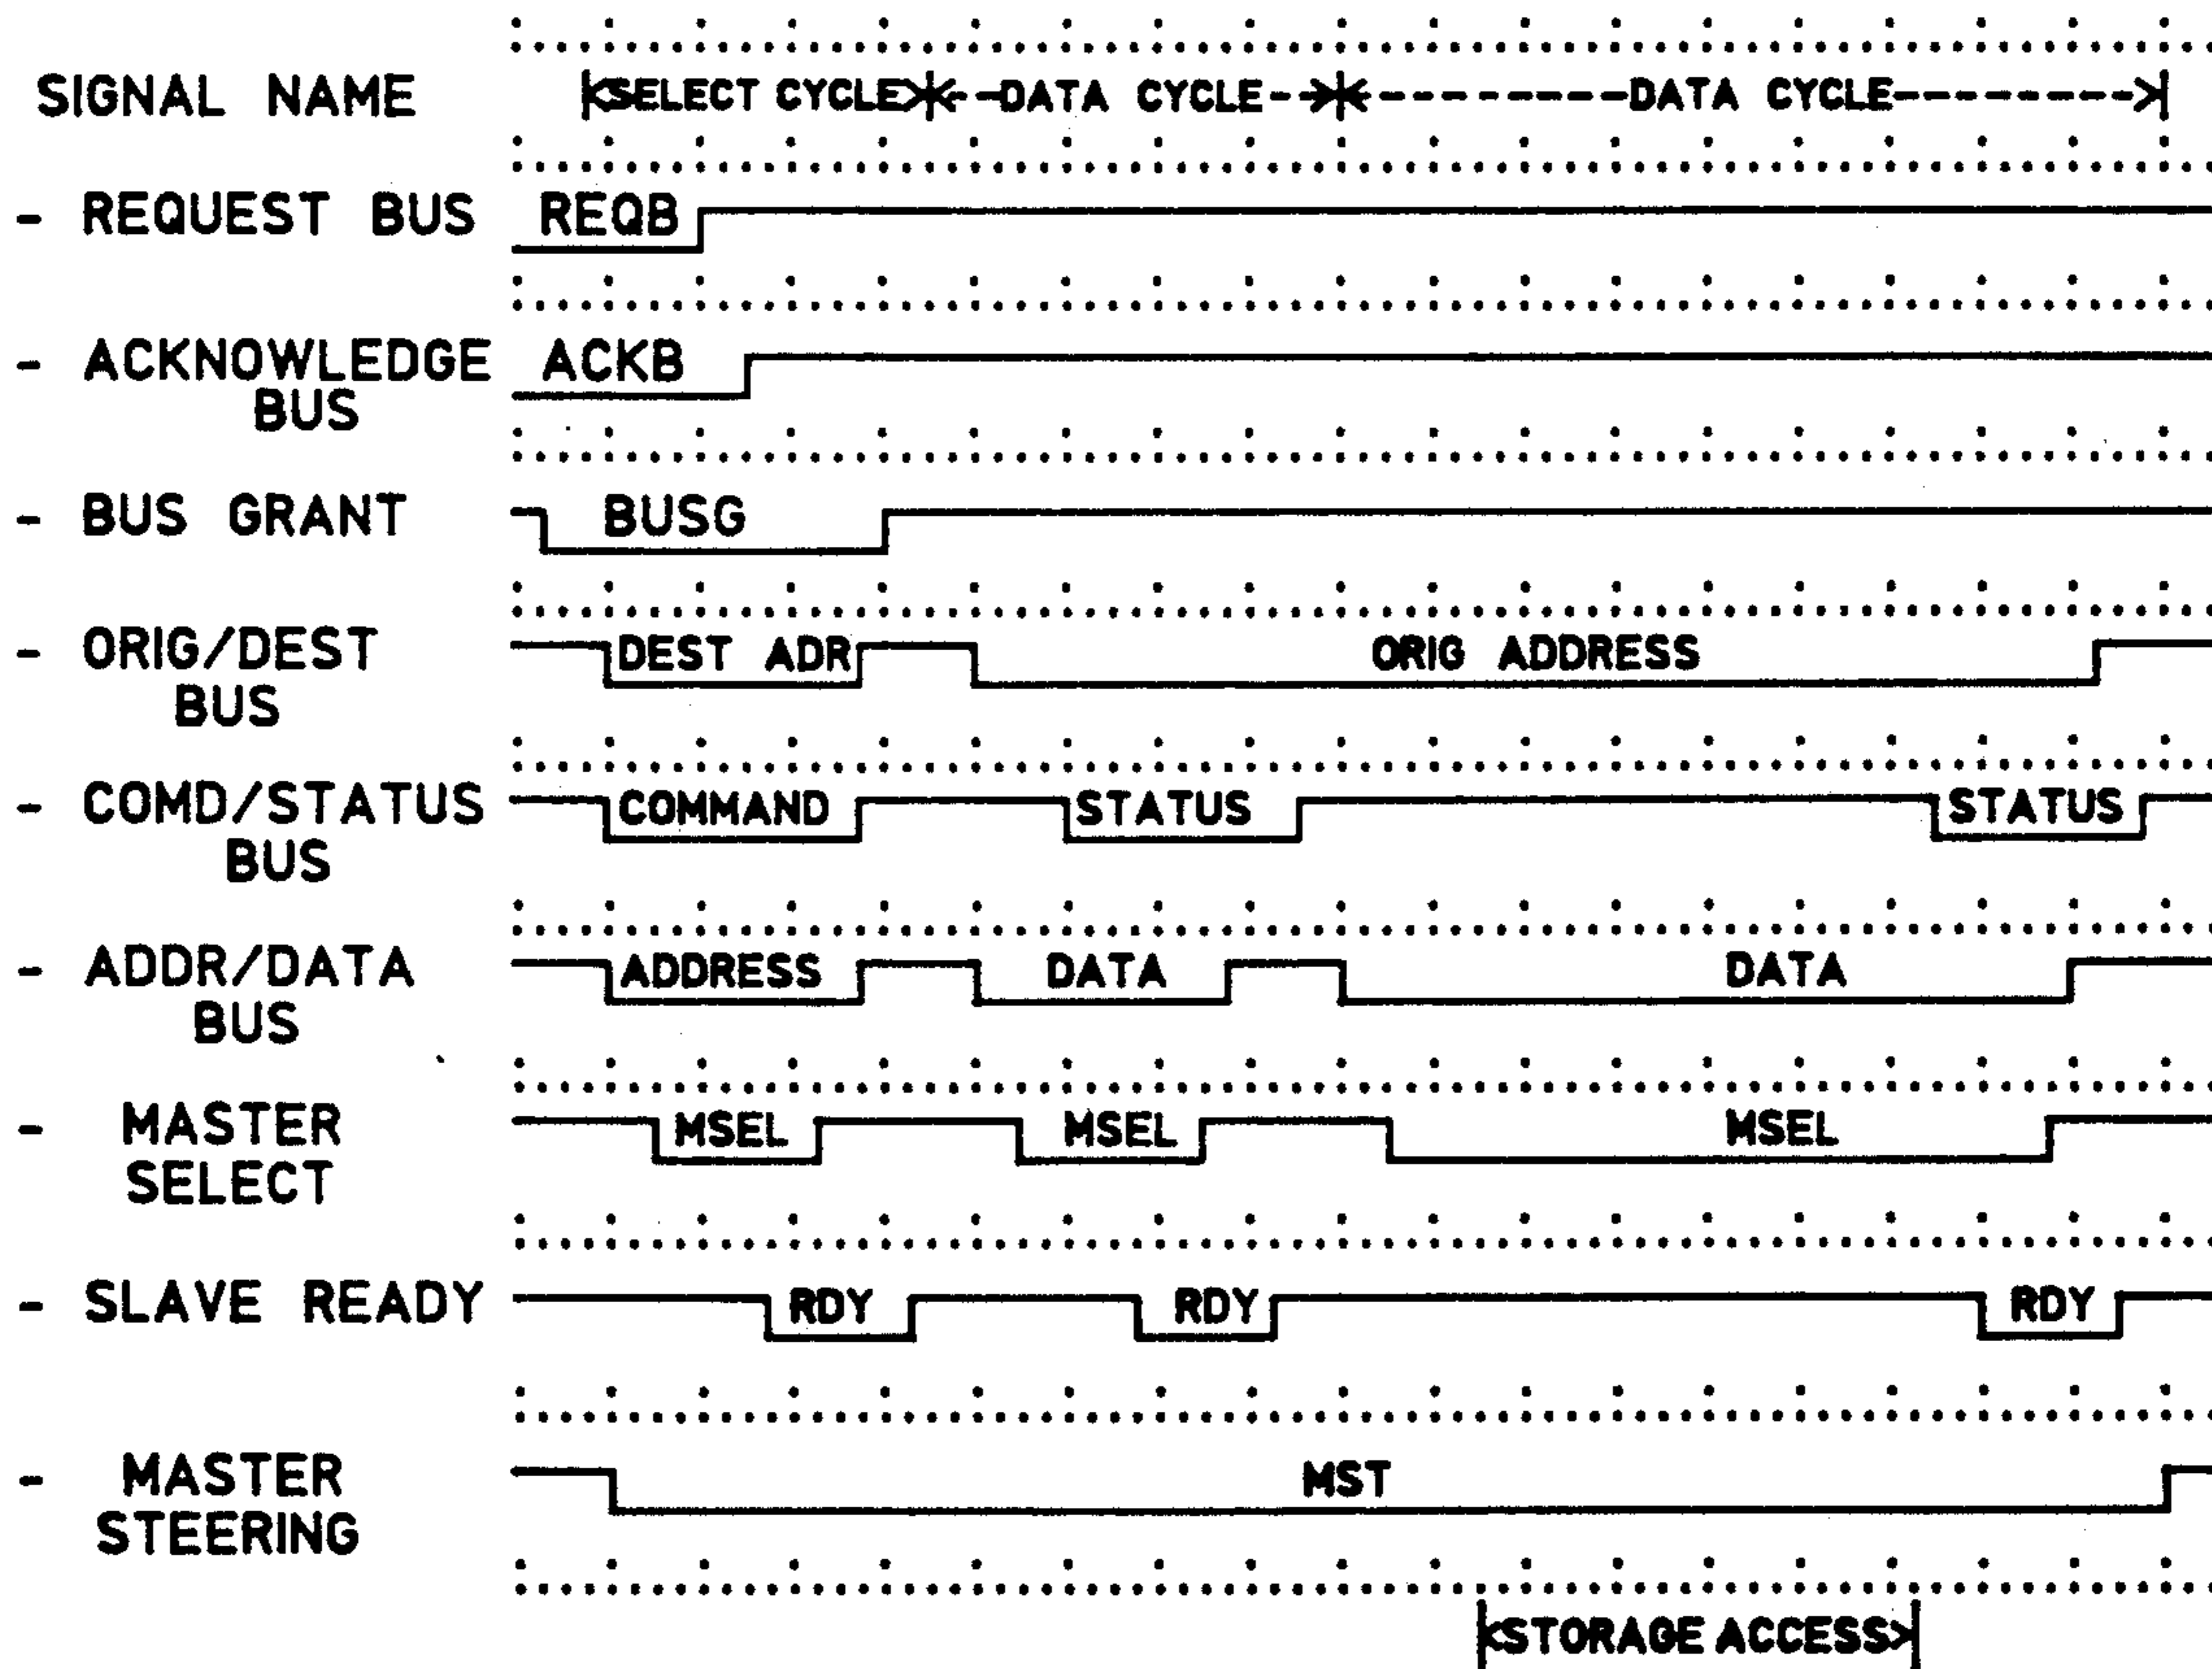 SIGNAL NAME |<SELECT CYCLE>|<--DATA CYCLE-->|<-----------DATA CYCLE-------->|
- REQUEST BUS REQB
- ACKNOWLEDGE BUS ACKB
- BUS GRANT BUSG
- ORIG/DEST BUS DEST ADR ORIG ADDRESS
- COMD/STATUS BUS COMMAND STATUS STATUS
- ADDR/DATA BUS ADDRESS DATA DATA
- MASTER SELECT MSEL MSEL MSEL
- SLAVE READY RDY RDY RDY
- MASTER STEERING MST
|<STORAGE ACCESS>|